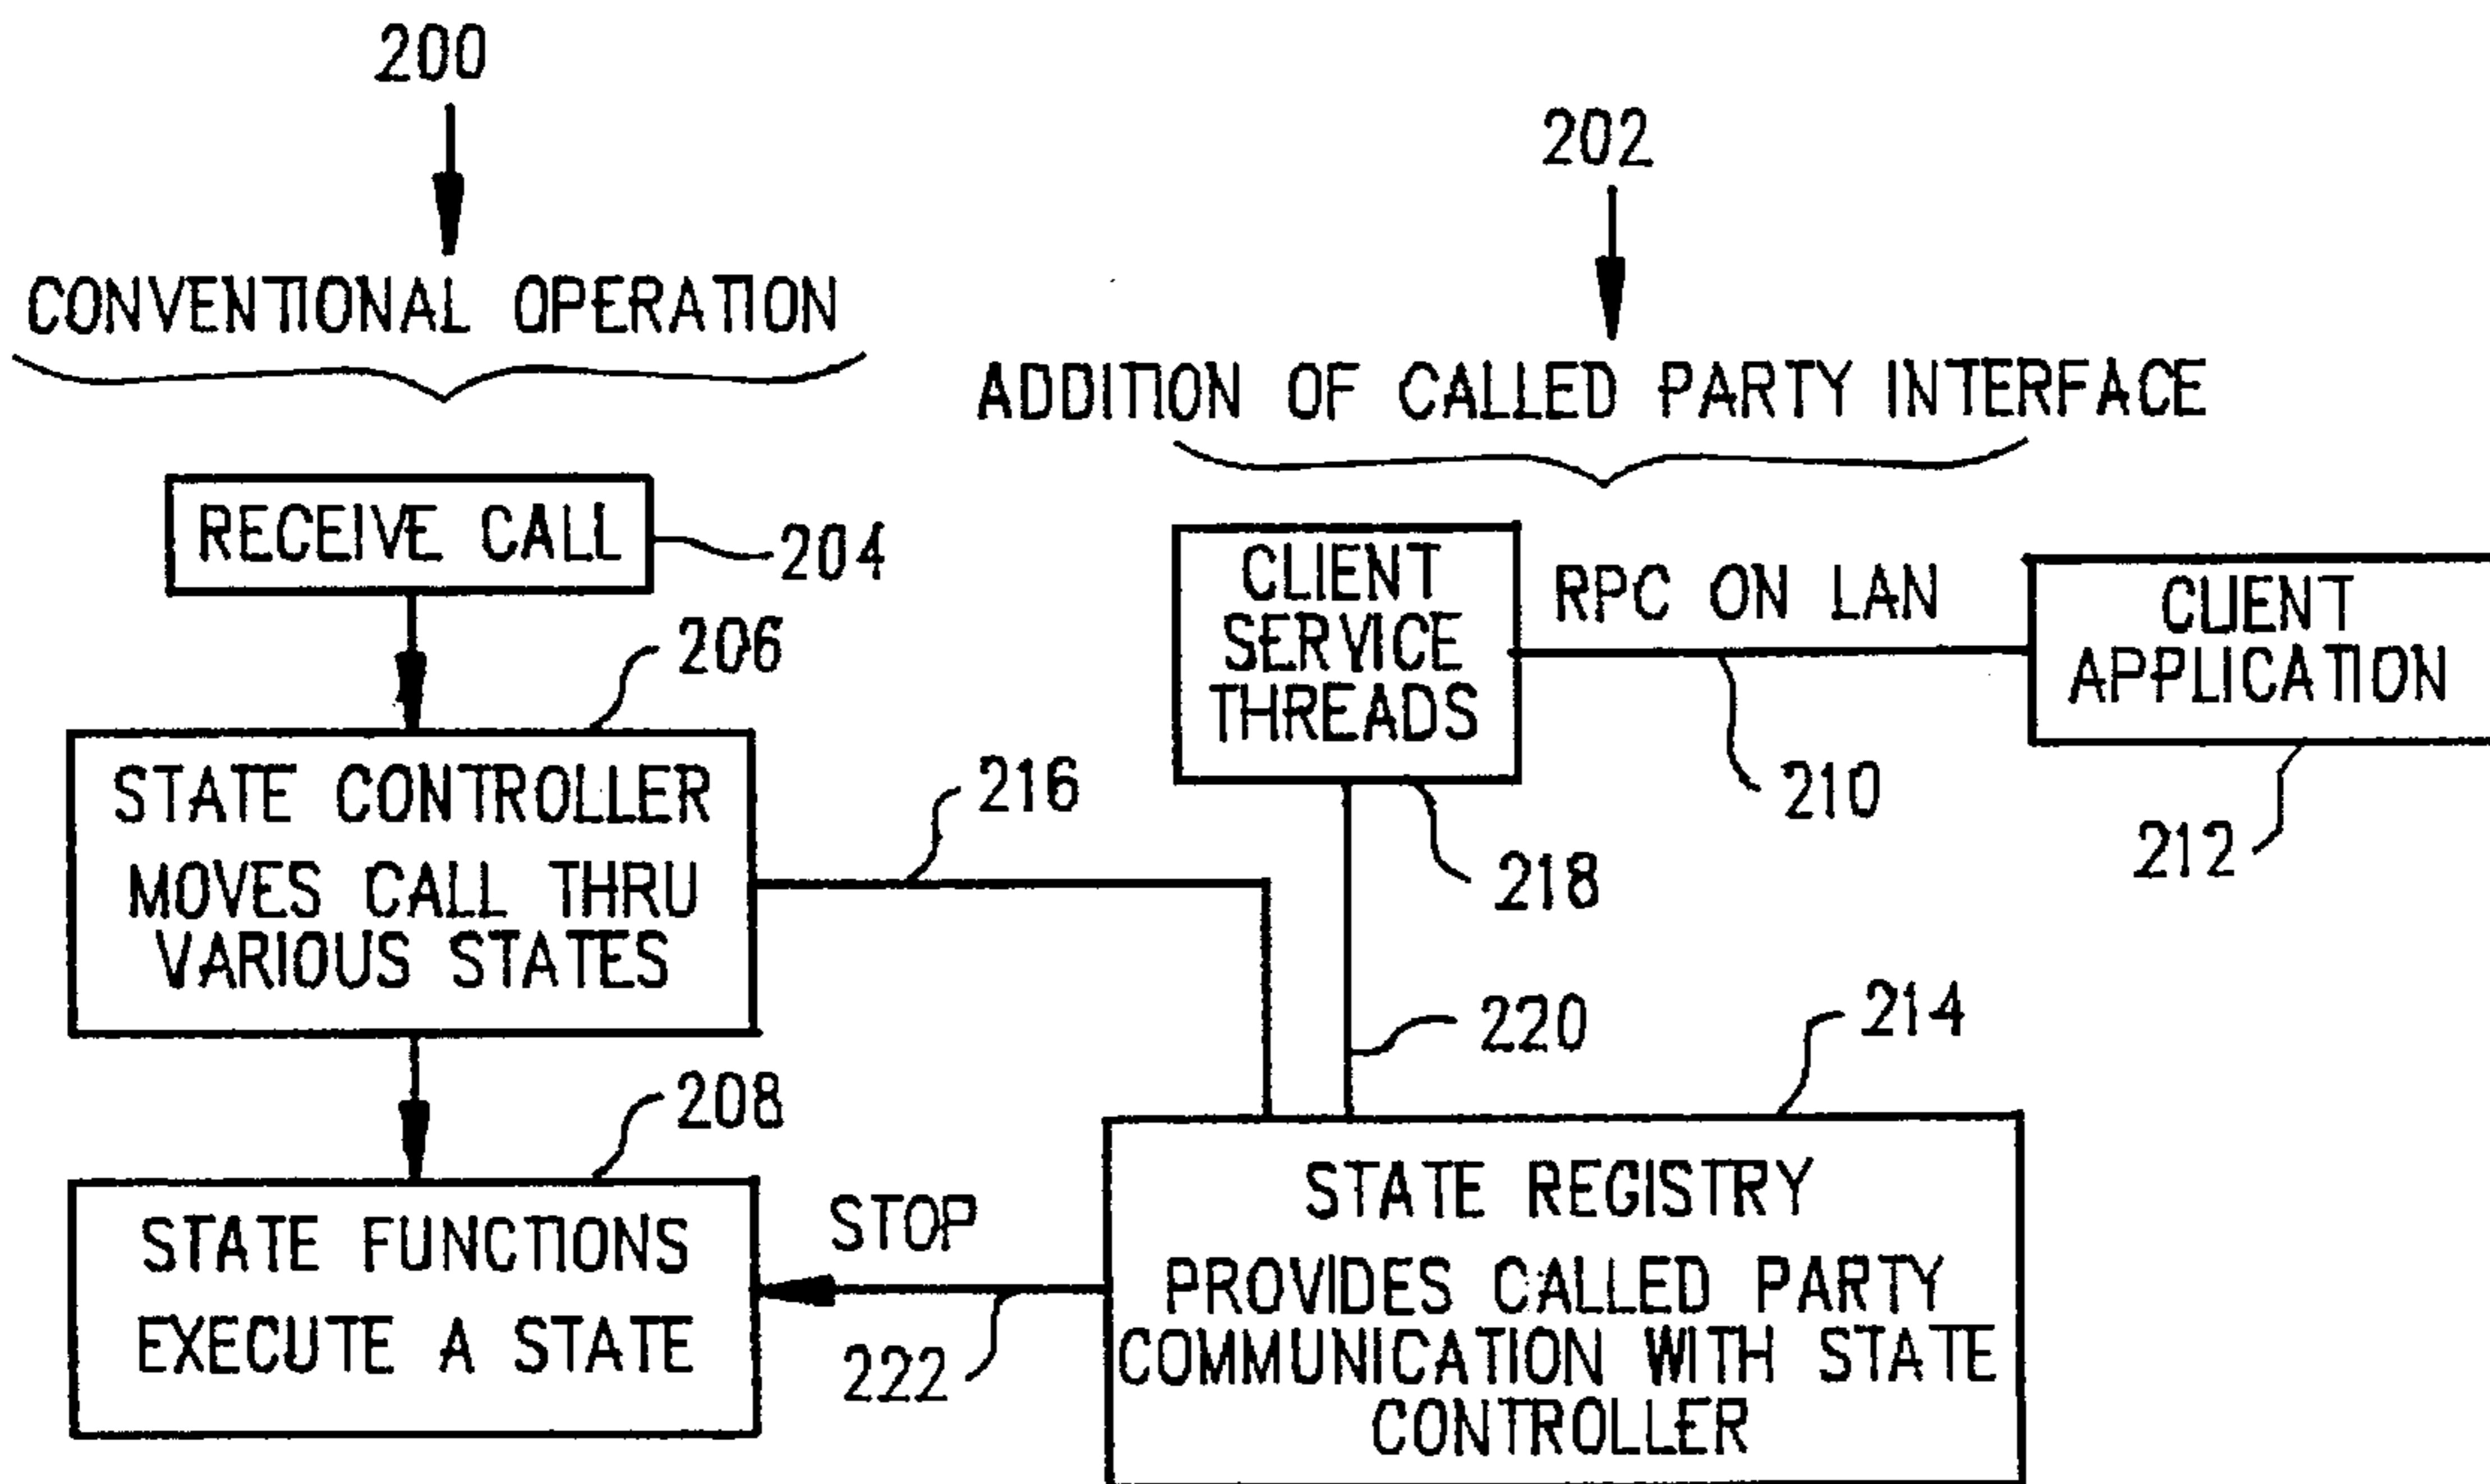 200
CONVENTIONAL OPERATION
202
ADDITION OF CALLED PARTY INTERFACE
RECEIVE CALL
204
206
STATE CONTROLLER
MOVES CALL THRU
VARIOUS STATES
216
208
STATE FUNCTIONS
EXECUTE A STATE
CLIENT
SERVICE
THREADS
RPC ON LAN
CLIENT
APPLICATION
210
212
218
220
214
STOP
222
STATE REGISTRY
PROVIDES CALLED PARTY
COMMUNICATION WITH STATE
CONTROLLER